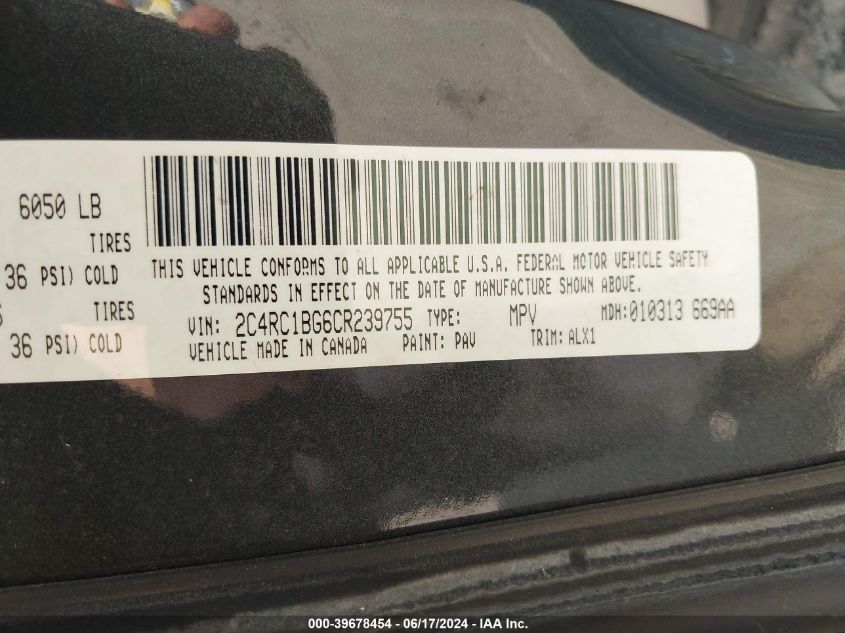 6050 LB
TIRES
36 PSI) COLD
TIRES
36 PSI) COLD
THIS VEHICLE CONFORMS TO ALL APPLICABLE U.S.A. FEDERAL MOTOR VEHICLE SAFETY
STANDARDS IN EFFECT ON THE DATE OF MANUFACTURE SHOWN ABOVE.
VIN: 2C4RC1BG6CR239755 TYPE: MPV MDH:010313 669AA
VEHICLE MADE IN CANADA PAINT: PAV TRIM: ALX1
000-39678454 - 06/17/2024 - IAA Inc.